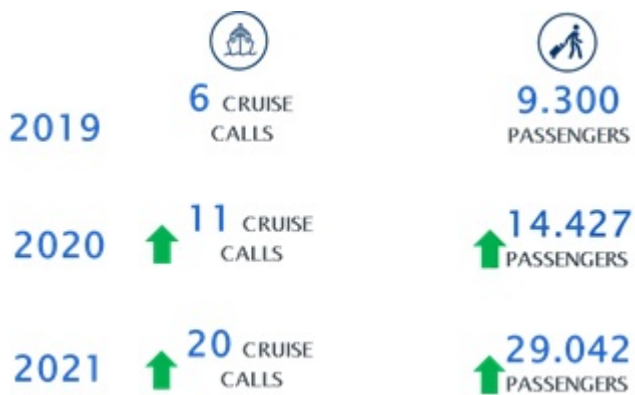 2019
6 CRUISE
CALLS
9.300
PASSENGERS
2020
11 CRUISE
CALLS
14.427
PASSENGERS
2021
20 CRUISE
CALLS
29.042
PASSENGERS